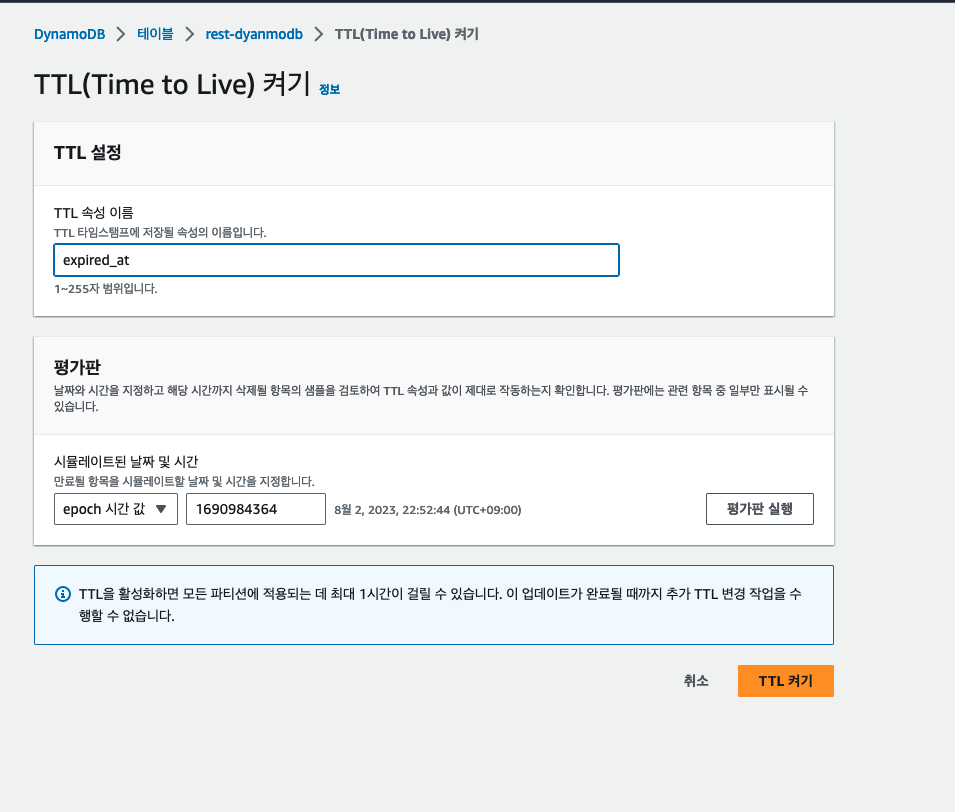 DynamoDB > 테이블 > rest-dyanmodb > TTL(Time to Live) 켜기
TTL(Time to Live) 켜기 정보
TTL 설정
TTL 속성 이름
TTL 타임스탬프에 저장될 속성의 이름입니다.
expired_at
1~255자 범위입니다.
평가판
날짜와 시간을 지정하고 해당 시간까지 삭제될 항목의 샘플을 검토하여 TTL 속성과 값이 제대로 작동하는지 확인합니다. 평가판에는 관련 항목 중 일부만 표시될 수
있습니다.
시뮬레이트된 날짜 및 시간
만료될 항목을 시뮬레이트할 날짜 및 시간을 지정합니다.
epoch 시간 값 ▼ 1690984364 8월 2, 2023, 22:52:44 (UTC+09:00) 평가판 실행
TTL을 활성화하면 모든 파티션에 적용되는 데 최대 1시간이 걸릴 수 있습니다. 이 업데이트가 완료될 때까지 추가 TTL 변경 작업을 수
행할 수 없습니다.
취소 TTL 켜기